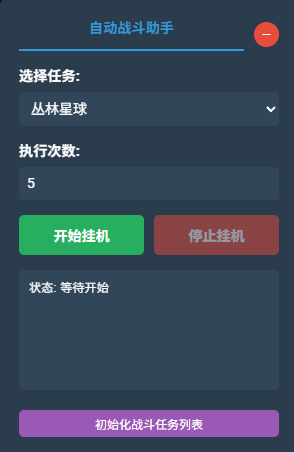 自动战斗助手
−
选择任务:
丛林星球
执行次数:
5
开始挂机
停止挂机
状态: 等待开始
初始化战斗任务列表